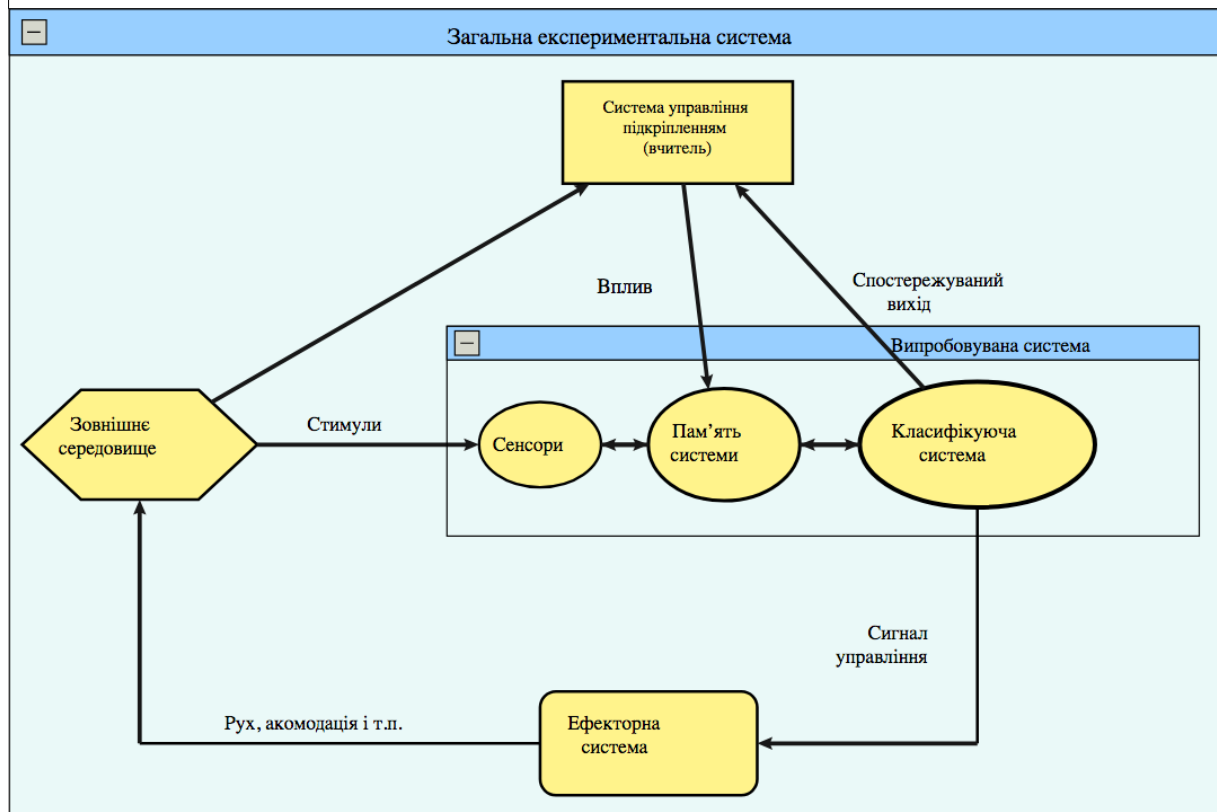 Загальна експериментальна система
Система управління
підкріпленням
(вчитель)
Вплив
Спостережуваний
вихід
Випробовувана система
Зовнішнє
середовище
Стимули
Сенсори
Пам’ять
системи
Класифікуюча
система
Сигнал
управління
Рух, акомодація і т.п.
Ефекторна
система